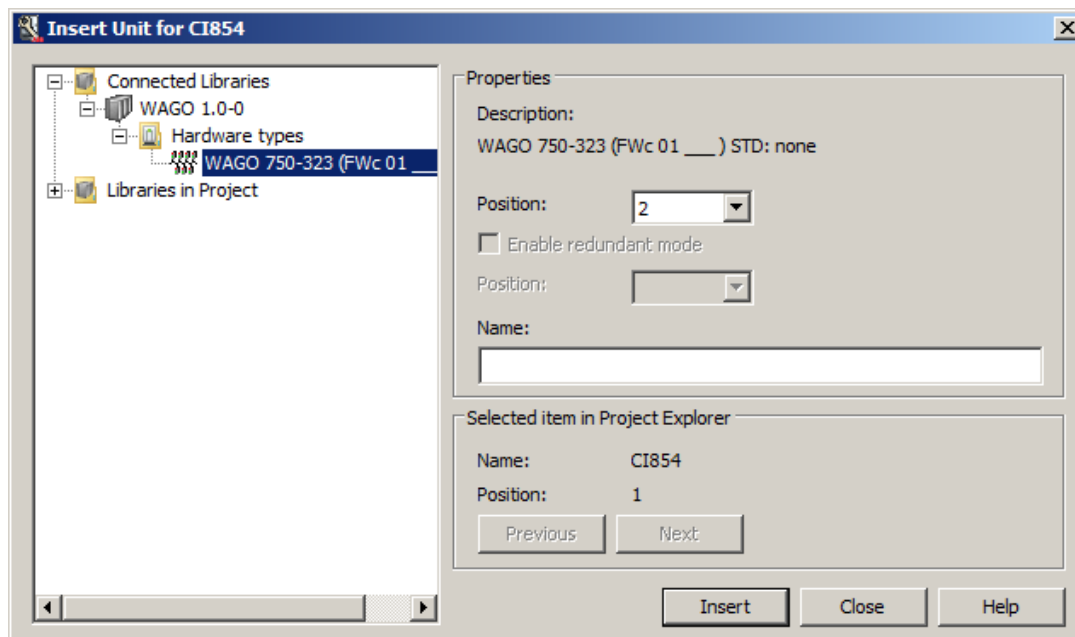 Insert Unit for CI854
Connected Libraries
WAGO 1.0-0
Hardware types
WAGO 750-323 (FWc 01 __
Libraries in Project
Properties
Description:
WAGO 750-323 (FWc 01 ___ ) STD: none
Position:
2
Enable redundant mode
Position:
Name:
Selected item in Project Explorer
Name: CI854
Position: 1
Previous Next
Insert Close Help